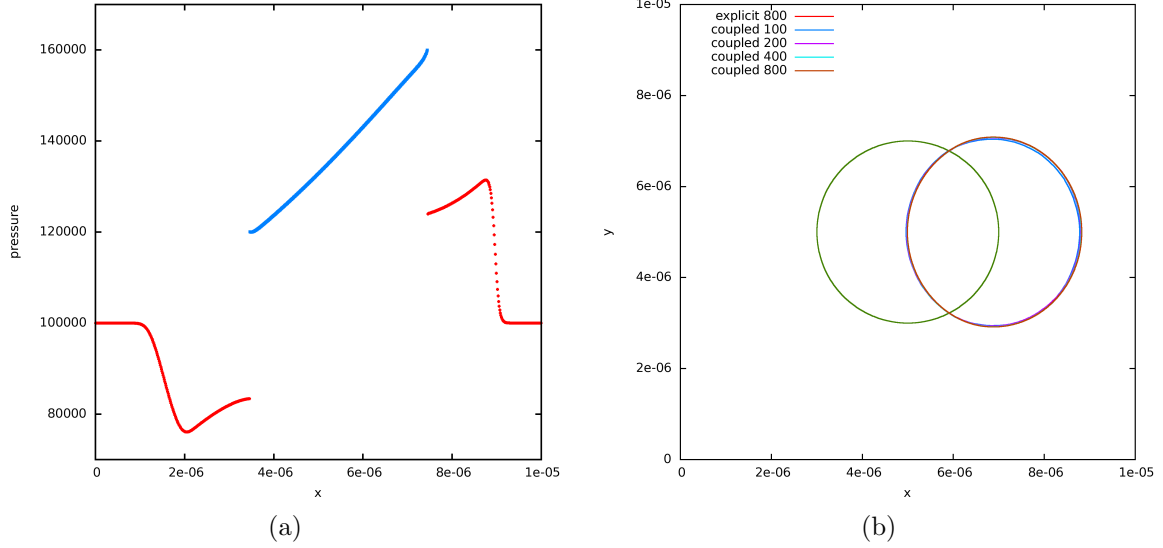 160000
140000
120000
100000
80000
pressure
0 2e-06 4e-06 6e-06 8e-06 1e-05
x
(a)
explicit 800
coupled 100
coupled 200
coupled 400
coupled 800
1e-05
8e-06
6e-06
4e-06
2e-06
0
y
0 2e-06 4e-06 6e-06 8e-06 1e-05
x
(b)